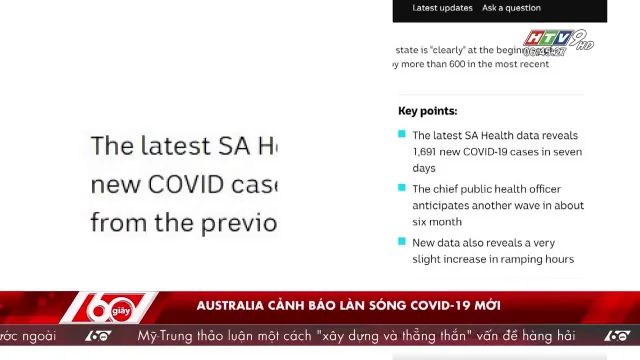 Latest updates Ask a question
HTV9 HD
06:45:27
state is "clearly" at the beginning
by more than 600 in the most recent
The latest SA H
new COVID case
from the previo
Key points:
The latest SA Health data reveals
1,691 new COVID-19 cases in seven
days
The chief public health officer
anticipates another wave in about
six month
New data also reveals a very
slight increase in ramping hours
60 giây
AUSTRALIA CẢNH BÁO LÀN SÓNG COVID-19 MỚI
ước ngoài 60 Mỹ-Trung thảo luận một cách "xây dựng và thẳng thắn" vấn đề hàng hải 60